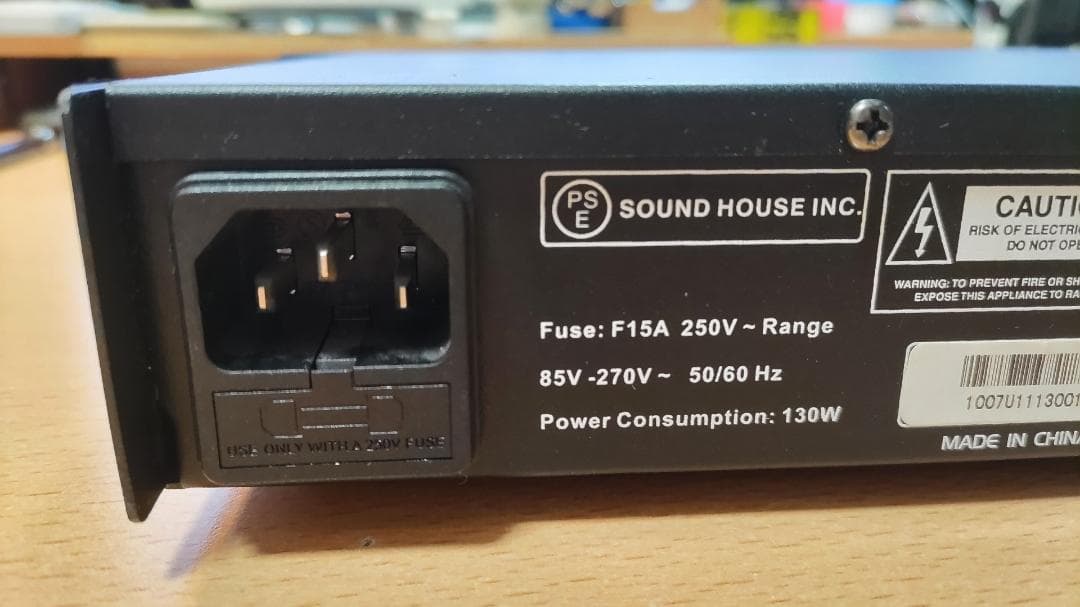 PS
E
SOUND HOUSE INC.
CAUTI
RISK OF ELECTRI
DO NOT OPE
WARNING: TO PREVENT FIRE OR SH
EXPOSE THIS APPLIANCE TO RA
Fuse: F15A 250V ~ Range
85V -270V ~ 50/60 Hz
Power Consumption: 130W
1007U1113001
MADE IN CHINA
USE ONLY WITH A 250V FUSE